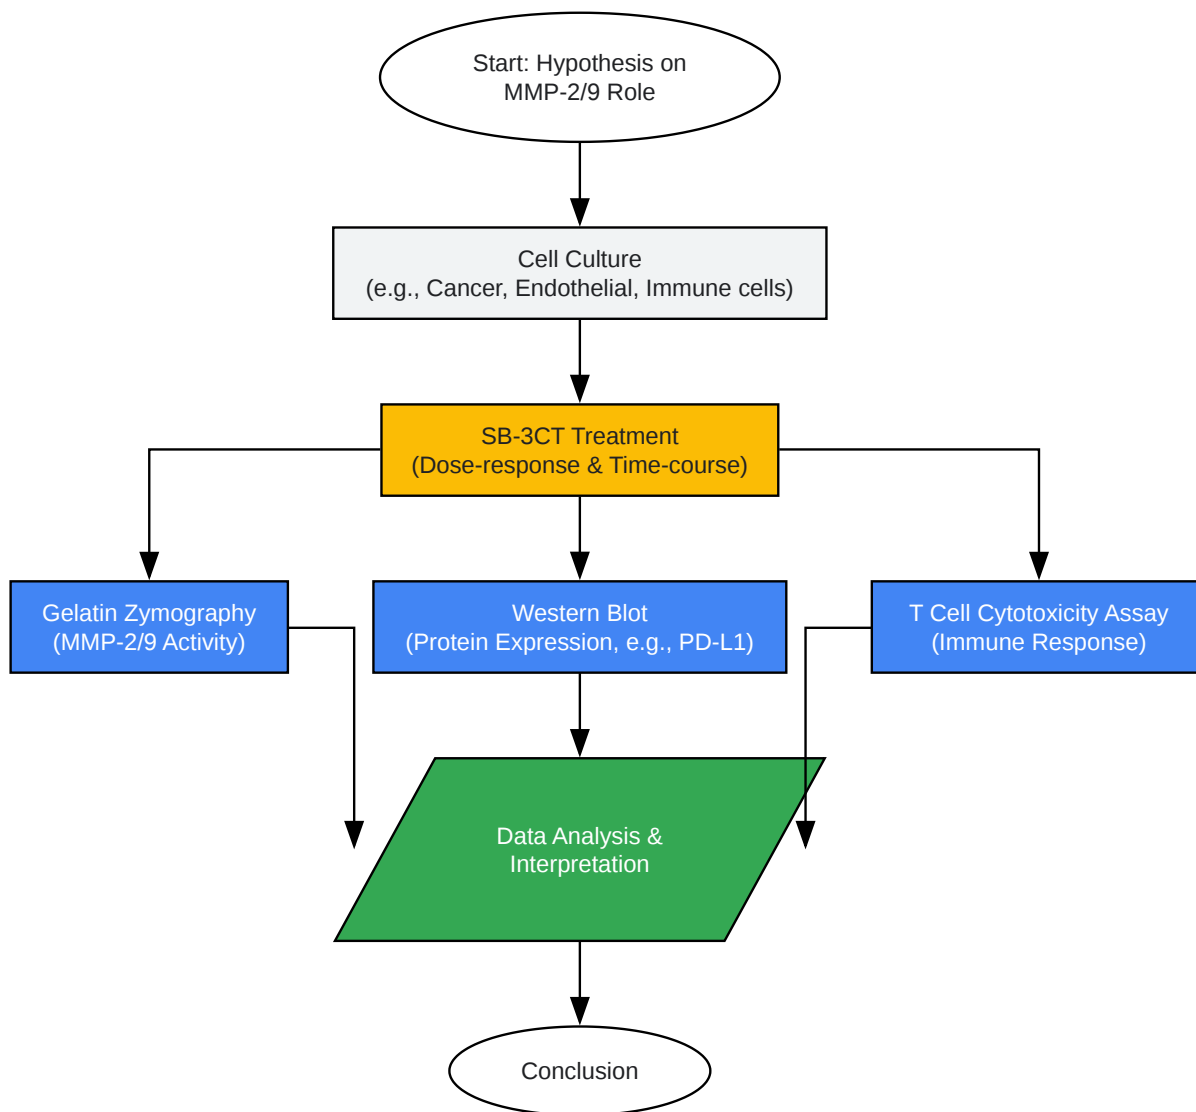 Start: Hypothesis on
MMP-2/9 Role
Cell Culture
(e.g., Cancer, Endothelial, Immune cells)
SB-3CT Treatment
(Dose-response & Time-course)
Gelatin Zymography
(MMP-2/9 Activity)
Western Blot
(Protein Expression, e.g., PD-L1)
T Cell Cytotoxicity Assay
(Immune Response)
Data Analysis &
Interpretation
Conclusion